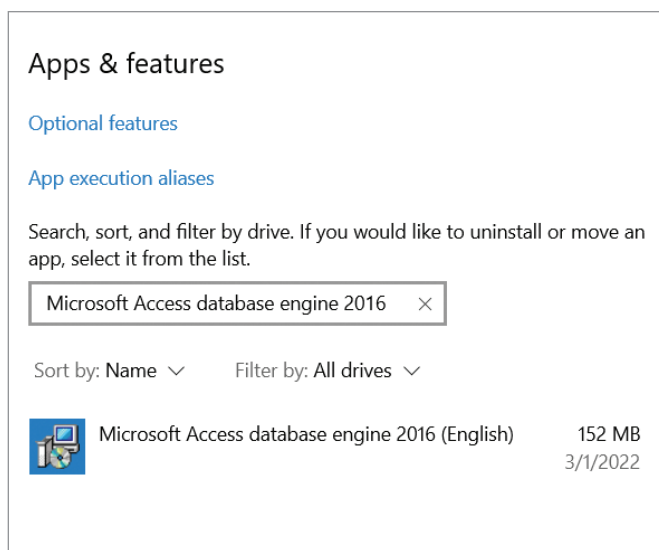 Apps & features
Optional features
App execution aliases
Search, sort, and filter by drive. If you would like to uninstall or move an
app, select it from the list.
Microsoft Access database engine 2016
Sort by: Name Filter by: All drives
Microsoft Access database engine 2016 (English) 152 MB
3/1/2022